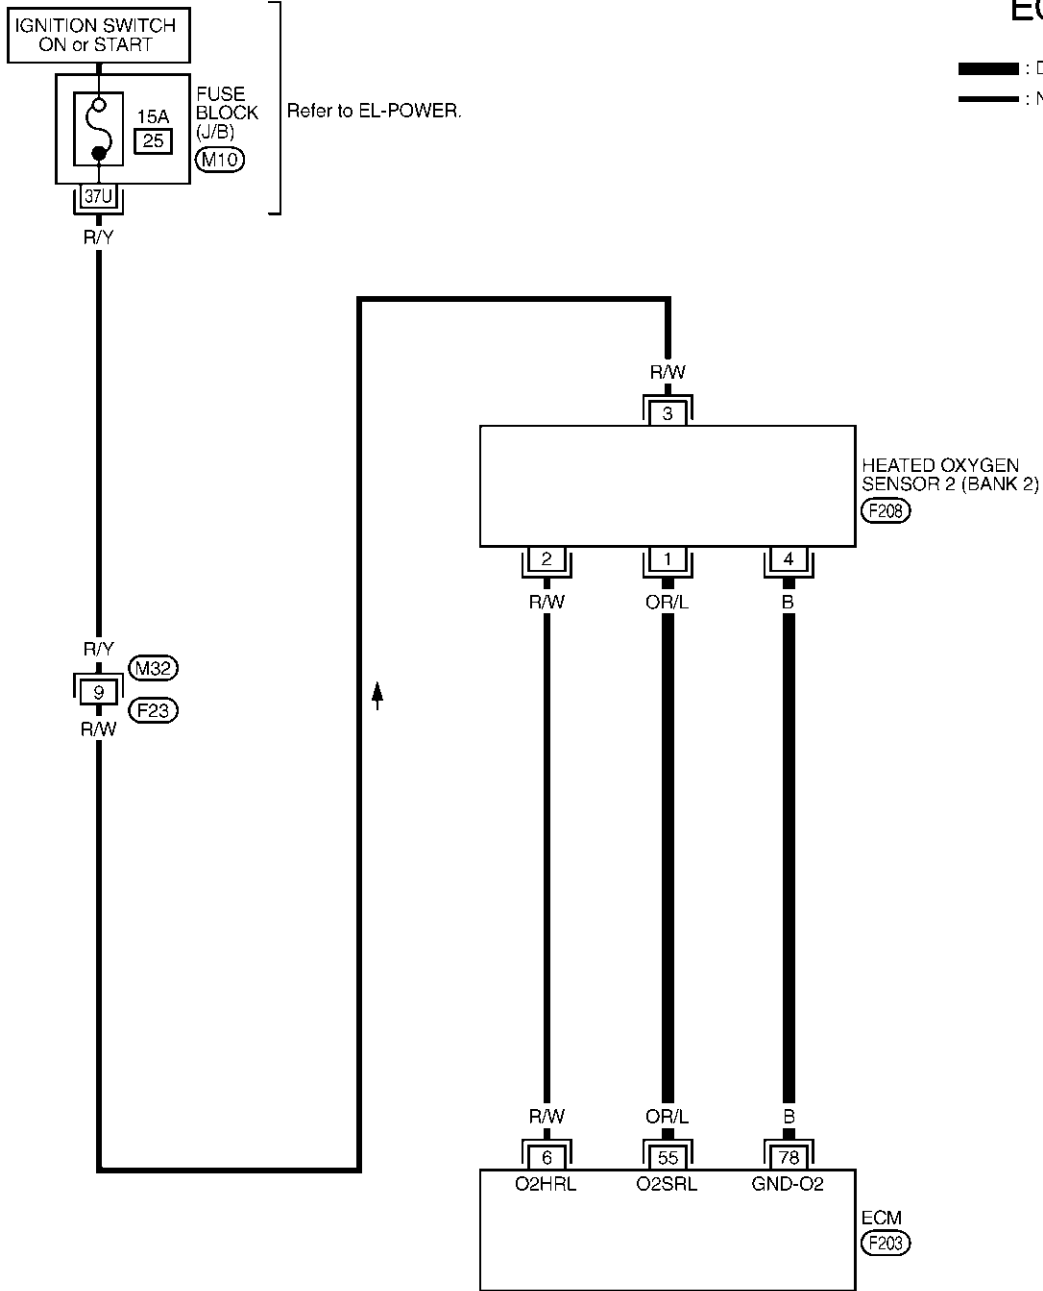 IGNITION SWITCH
ON or START
15A
25
FUSE
BLOCK
(J/B)
M10
Refer to EL-POWER.
37U
R/Y
R/W
3
HEATED OXYGEN
SENSOR 2 (BANK 2)
F208
2
1
4
R/W
OR/L
B
R/Y
M32
9
F23
R/W
R/W
OR/L
B
6
55
78
O2HRL
O2SRL
GND-O2
ECM
F203